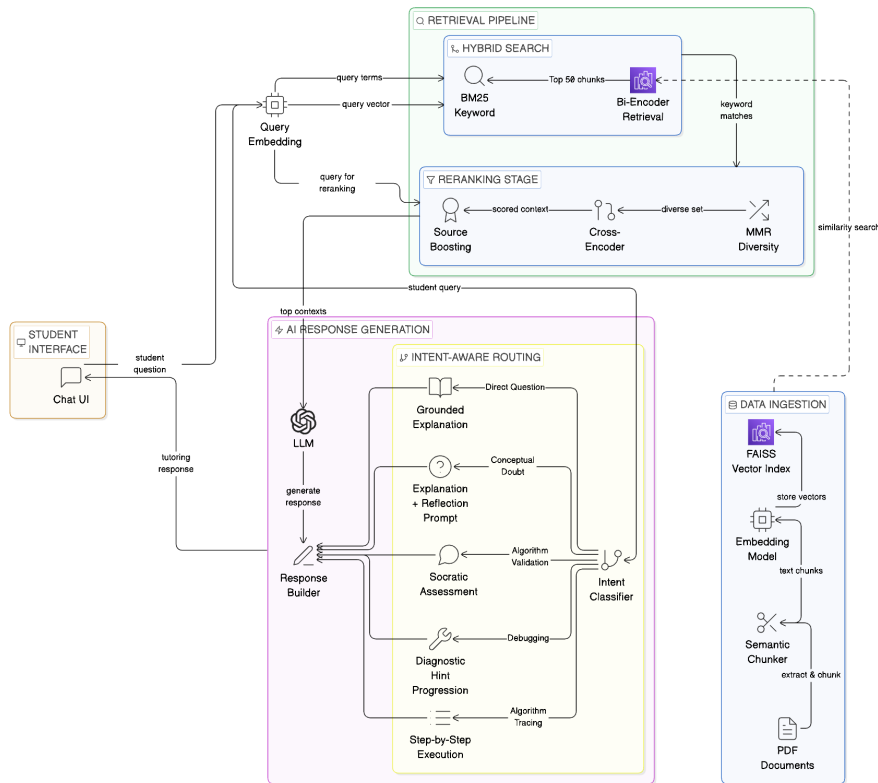 RETRIEVAL PIPELINE
HYBRID SEARCH
query terms
Top 50 chunks
BM25
Keyword
Bi-Encoder
Retrieval
query vector
Query
Embedding
keyword
matches
query for
reranking
RERANKING STAGE
scored context
diverse set
Source
Boosting
Cross-
Encoder
MMR
Diversity
similarity search
student query
top contexts
AI RESPONSE GENERATION
STUDENT
INTERFACE
student
question
Chat UI
tutoring
response
INTENT-AWARE ROUTING
Direct Question
Grounded
Explanation
LLM
Conceptual
Doubt
Explanation
+ Reflection
Prompt
generate
response
Algorithm
Validation
Socratic
Assessment
Response
Builder
Intent
Classifier
Debugging
Diagnostic
Hint
Progression
Algorithm
Tracing
Step-by-Step
Execution
DATA INGESTION
FAISS
Vector Index
store vectors
Embedding
Model
text chunks
Semantic
Chunker
extract & chunk
PDF
Documents